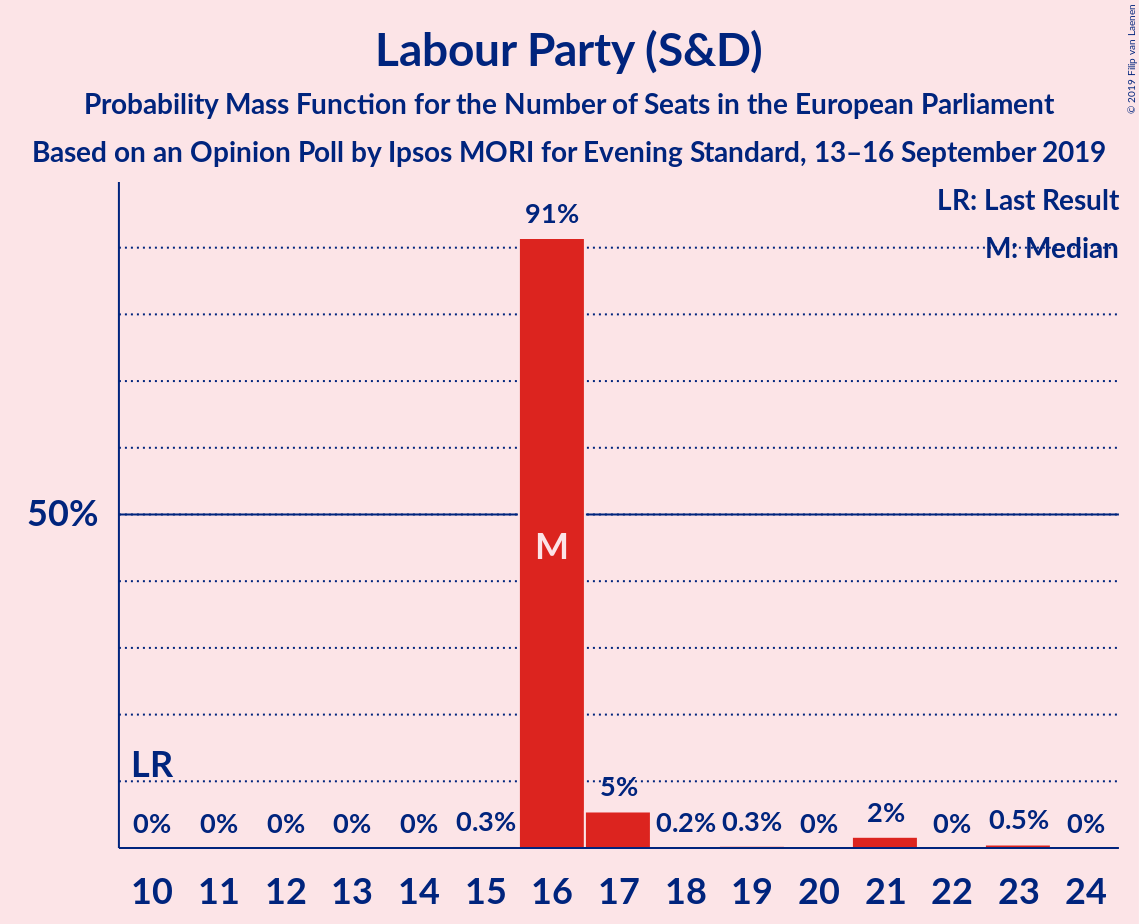 Labour Party (S&D)
Probability Mass Function for the Number of Seats in the European Parliament
Based on an Opinion Poll by Ipsos MORI for Evening Standard, 13–16 September 2019
© 2019 Filip van Laenen
LR: Last Result
M: Median
91%
50%
M
LR
0% 0% 0% 0% 0% 0.3% 5% 0.2% 0.3% 0% 2% 0% 0.5% 0%
10 11 12 13 14 15 16 17 18 19 20 21 22 23 24